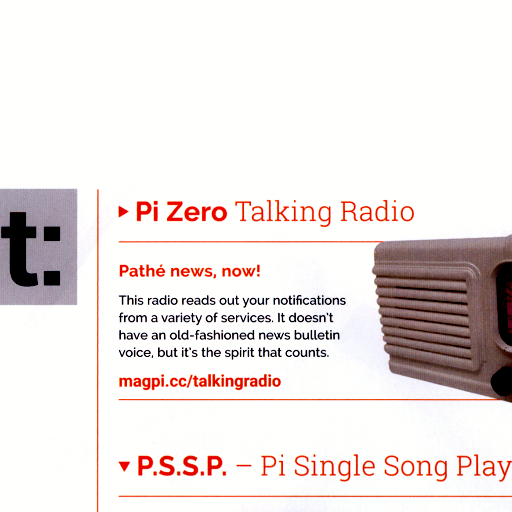 t:
Pi Zero Talking Radio
Pathé news, now!
This radio reads out your notifications
from a variety of services. It doesn't
have an old-fashioned news bulletin
voice, but it's the spirit that counts.
magpi.cc/talkingradio
P.S.S.P. – Pi Single Song Play